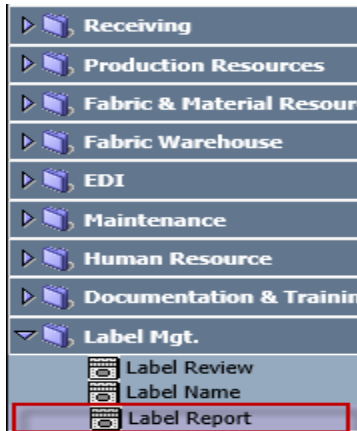 Receiving
Production Resources
Fabric & Material Resour
Fabric Warehouse
EDI
Maintenance
Human Resource
Documentation & Trainin
Label Mgt.
Label Review
Label Name
Label Report